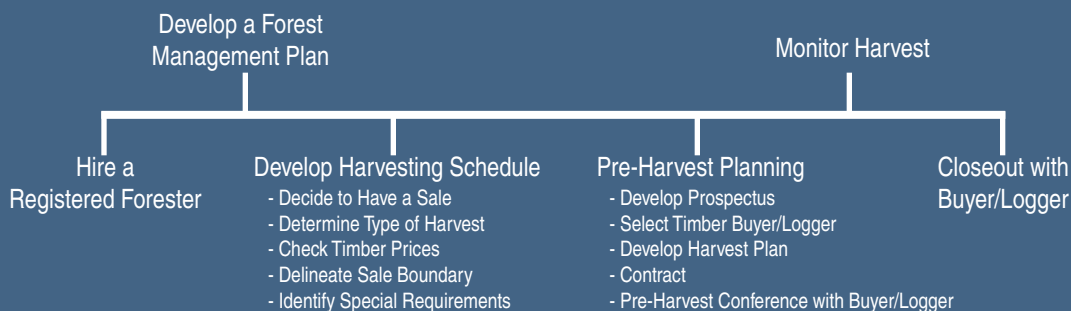 Develop a Forest
Management Plan
Monitor Harvest
Hire a
Registered Forester
Develop Harvesting Schedule
- Decide to Have a Sale
- Determine Type of Harvest
- Check Timber Prices
- Delineate Sale Boundary
- Identify Special Requirements
Pre-Harvest Planning
- Develop Prospectus
- Select Timber Buyer/Logger
- Develop Harvest Plan
- Contract
- Pre-Harvest Conference with Buyer/Logger
Closeout with
Buyer/Logger